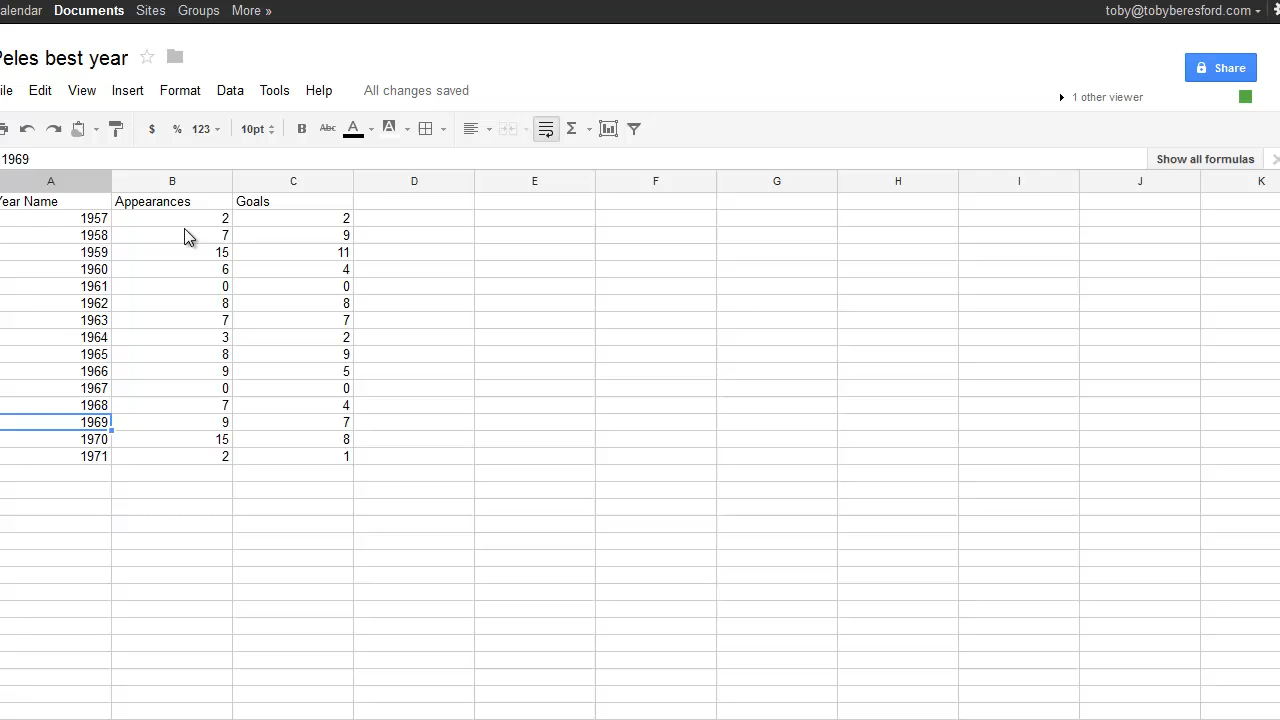 alendar Documents Sites Groups More » toby@tobyberesford.com
Peles best year
Share
ile Edit View Insert Format Data Tools Help All changes saved
1 other viewer
$ % 123 10pt B Abc A A Σ
1969 Show all formulas
A B C D E F G H I J K
Year Name Appearances Goals
1957 2 2
1958 7 9
1959 15 11
1960 6 4
1961 0 0
1962 8 8
1963 7 7
1964 3 2
1965 8 9
1966 9 5
1967 0 0
1968 7 4
1969 9 7
1970 15 8
1971 2 1